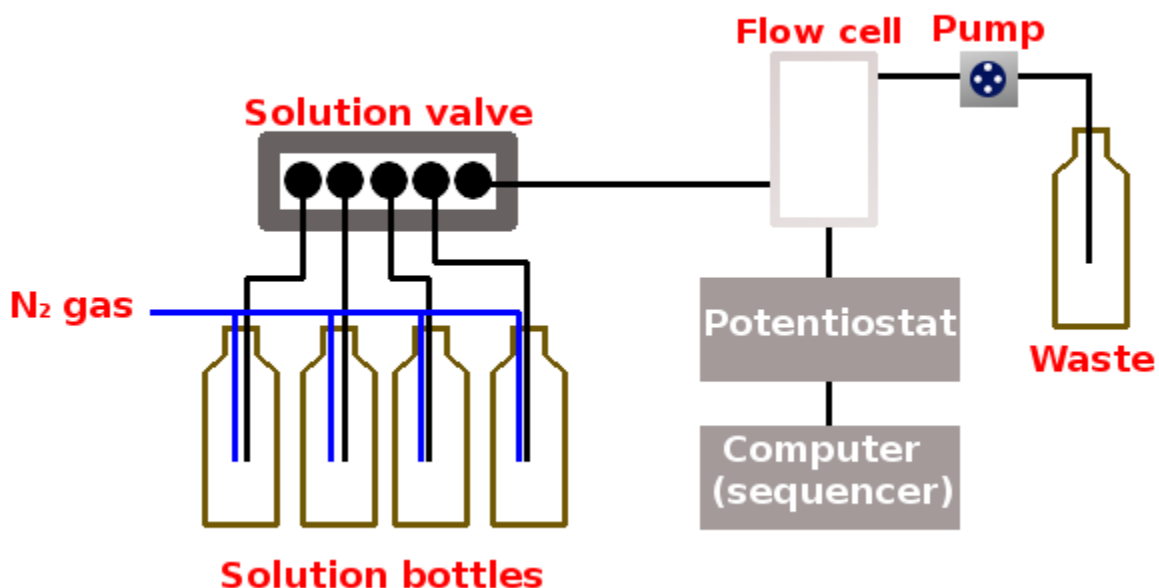 Flow cell
Pump
Solution valve
N₂ gas
Potentiostat
Waste
Computer
(sequencer)
Solution bottles